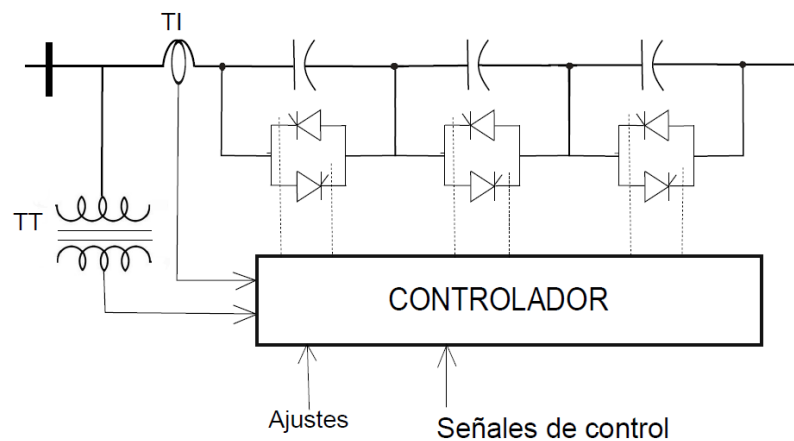 TI
TT
CONTROLADOR
Ajustes
Señales de control